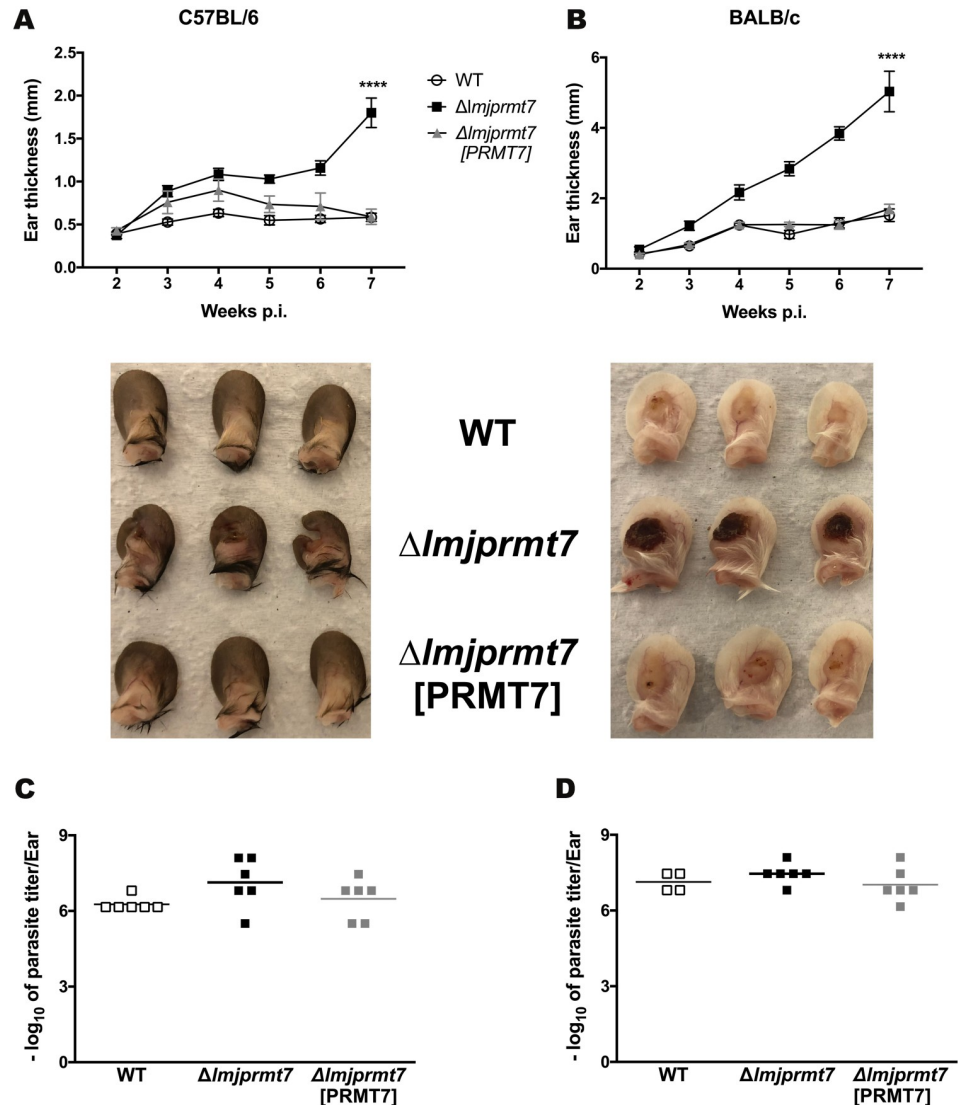 A
C57BL/6
B
BALB/c
Ear thickness (mm)
2.5
2.0
1.5
1.0
0.5
0.0
****
2 3 4 5 6 7
Weeks p.i.
WT
Δlmjprmt7
Δlmjprmt7
[PRMT7]
Ear thickness (mm)
6
4
2
0
****
2 3 4 5 6 7
Weeks p.i.
WT
Δlmjprmt7
Δlmjprmt7
[PRMT7]
C
- log10 of parasite titer/Ear
9
6
3
0
WT Δlmjprmt7 Δlmjprmt7
[PRMT7]
D
- log10 of parasite titer/Ear
9
6
3
0
WT Δlmjprmt7 Δlmjprmt7
[PRMT7]